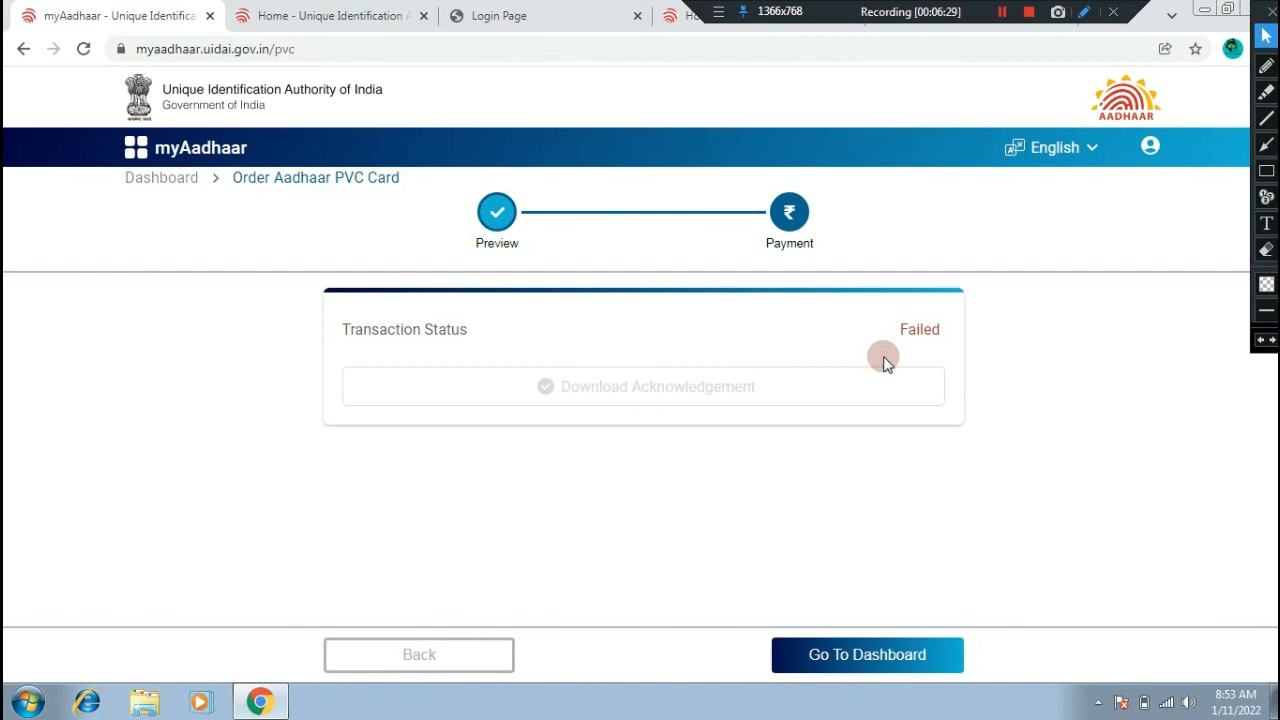 myAadhaar - Unique Identifica
Home - Unique Identification A
Login Page
1366x768
Recording [00:06:29]
myaadhaar.uidai.gov.in/pvc
Unique Identification Authority of India
Government of India
AADHAAR
myAadhaar
English
Dashboard > Order Aadhaar PVC Card
Preview
₹
Payment
Transaction Status
Failed
Download Acknowledgement
Back
Go To Dashboard
8:53 AM
1/11/2022